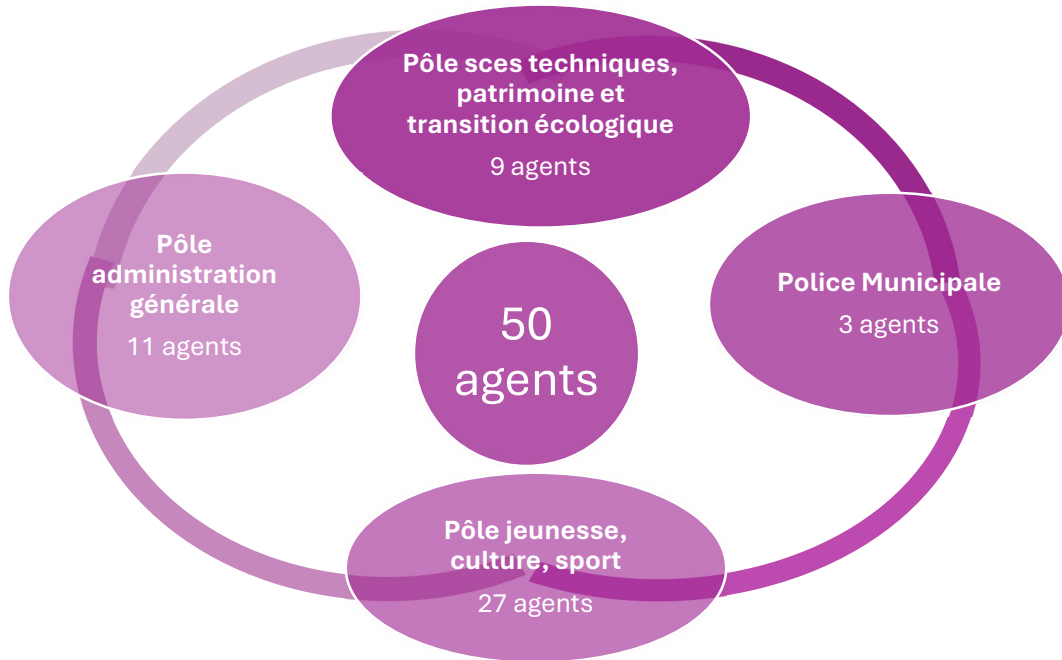 Pôle sces techniques,
patrimoine et
transition écologique
9 agents
Pôle
administration
générale
11 agents
50
agents
Police Municipale
3 agents
Pôle jeunesse,
culture, sport
27 agents